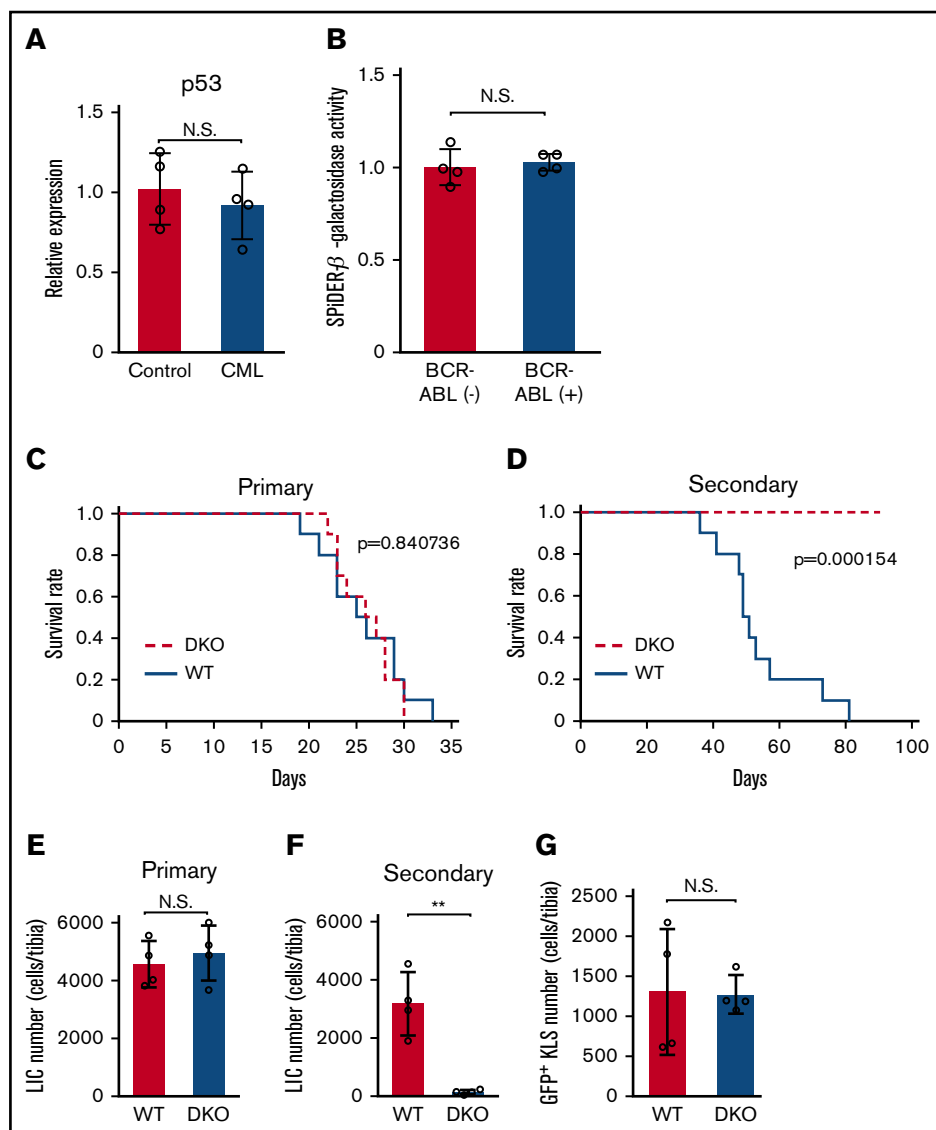 A
p53
Relative expression
1.5
1.0
0.5
0
N.S.
Control
CML
B
SPiDER-β -galactosidase activity
1.5
1.0
0.5
0
N.S.
BCR-
ABL (-)
BCR-
ABL (+)
C
Primary
Survival rate
1.0
0.8
0.6
0.4
0.2
0
p=0.840736
DKO
WT
0 5 10 15 20 25 30 35
Days
D
Secondary
Survival rate
1.0
0.8
0.6
0.4
0.2
0
p=0.000154
DKO
WT
0 20 40 60 80 100
Days
E
Primary
LIC number (cells/tibia)
6000
4000
2000
0
N.S.
WT
DKO
F
Secondary
LIC number (cells/tibia)
6000
4000
2000
0
**
WT
DKO
G
GFP+ KLS number (cells/tibia)
2500
2000
1500
1000
500
0
N.S.
WT
DKO